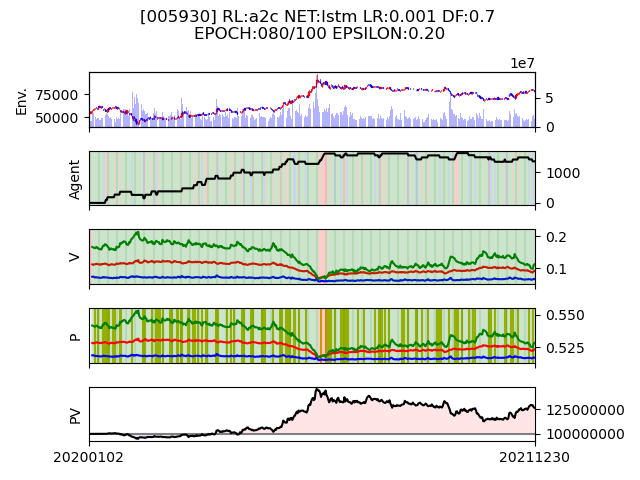 [005930] RL:a2c NET:lstm LR:0.001 DF:0.7
EPOCH:080/100 EPSILON:0.20
1e7
Env.
75000
50000
5
0
Agent
1000
0
V
0.2
0.1
P
0.550
0.525
PV
125000000
100000000
20200102
20211230